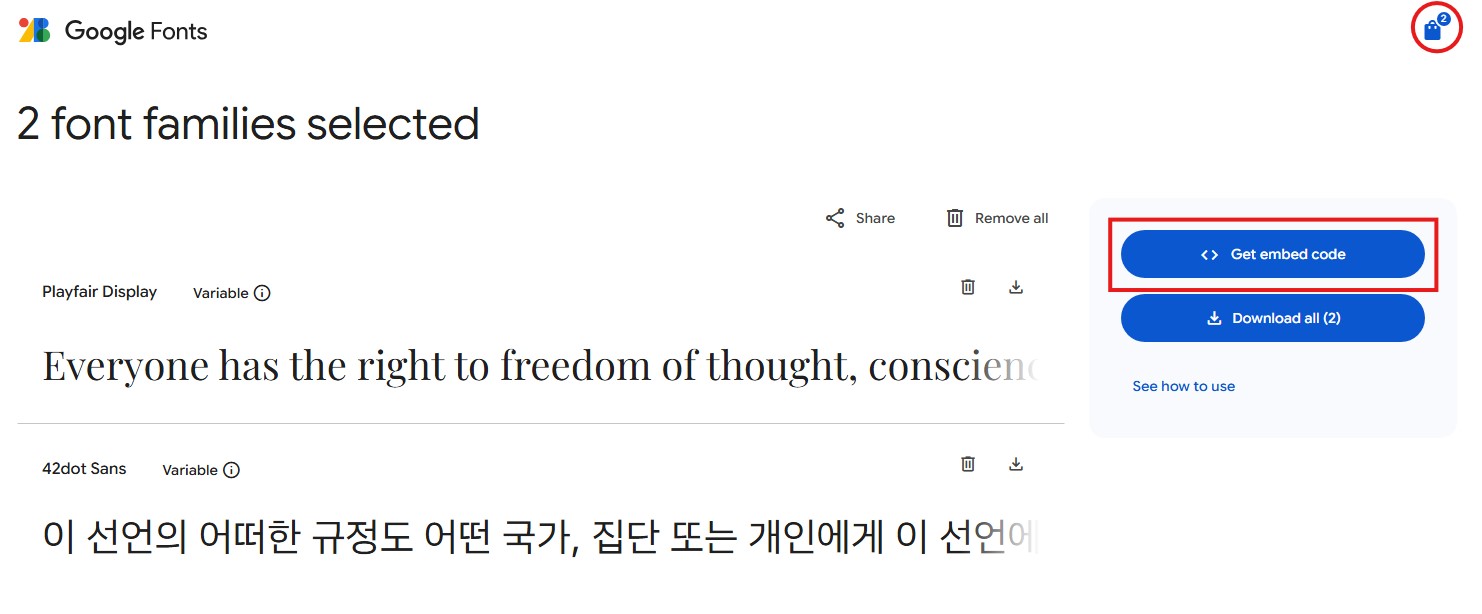 Google Fonts
2
2 font families selected
Share
Remove all
Get embed code
Download all (2)
See how to use
Playfair Display
Variable
Everyone has the right to freedom of thought, conscienc
42dot Sans
Variable
이 선언의 어떠한 규정도 어떤 국가, 집단 또는 개인에게 이 선언에